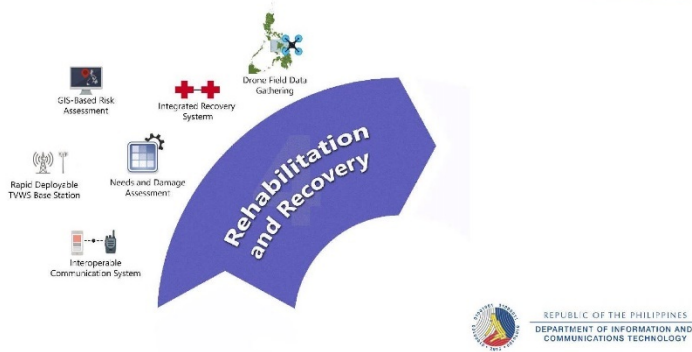 Drone Field Data
Gathering
GIS-Based Risk
Assessment
Integrated Recovery
System
Rapid Deployable
TVWS Base Station
Needs and Damage
Assessment
Interoperable
Communication System
Rehabilitation
and Recovery
REPUBLIC OF THE PHILIPPINES
DEPARTMENT OF INFORMATION AND
COMMUNICATIONS TECHNOLOGY